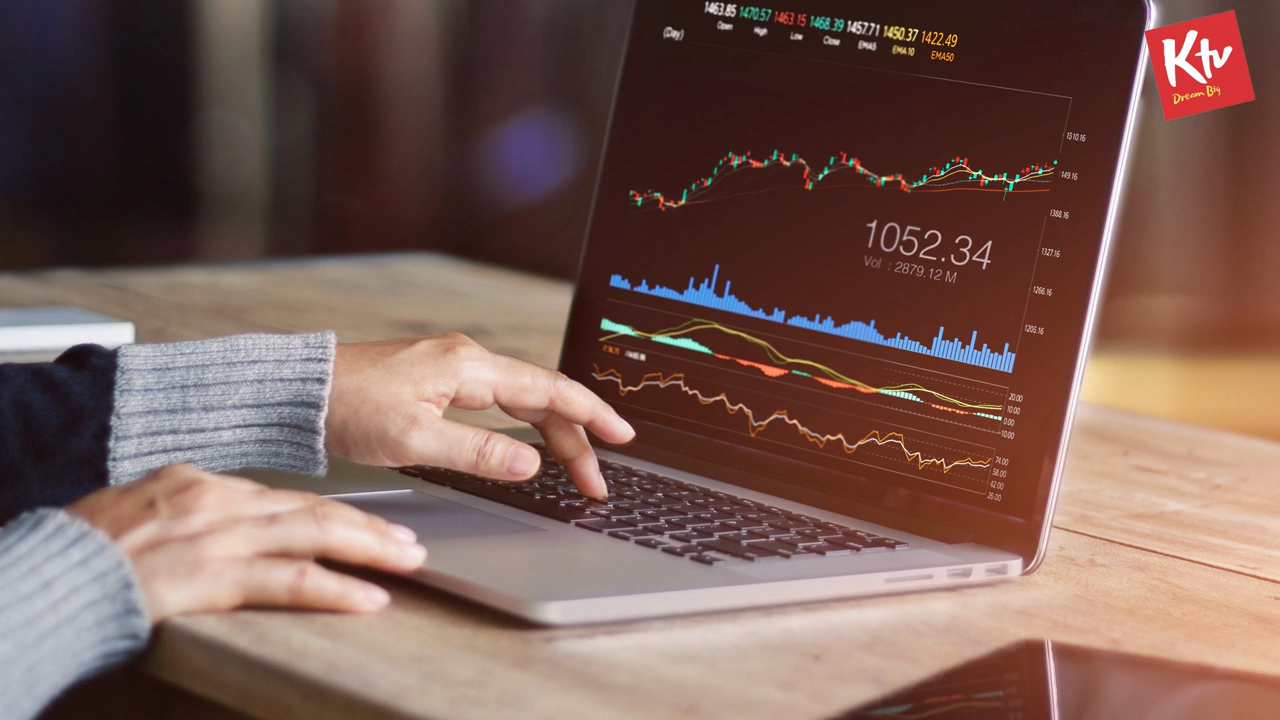 1463.85 1470.57 1463.15 1468.39 1457.71 1450.37 1422.49
Open High Low Close EMA5 EMA10 EMA50
(Day)
Ktv
Dream Big
1510.16
1388.16
1327.16
1266.16
1205.16
1052.34
Vol : 2879.12 M
20.00
10.00
0.00
-10.00
74.00
58.00
42.00
26.00